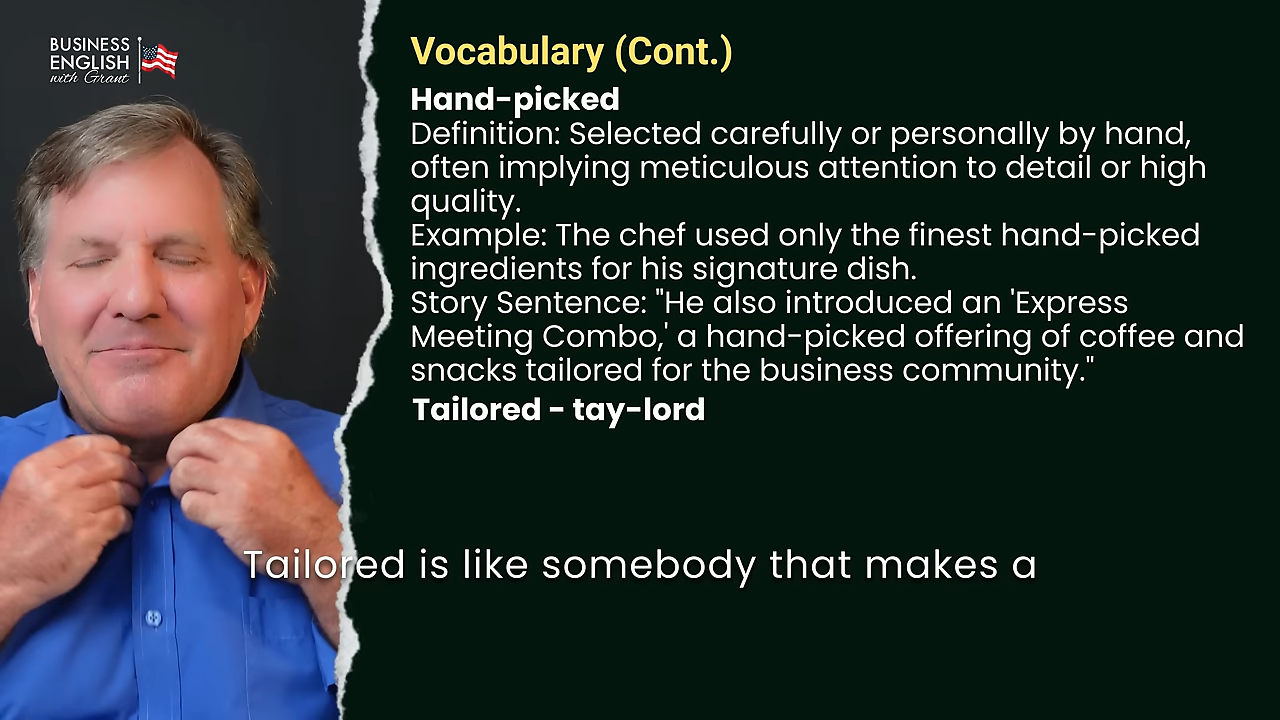 BUSINESS
ENGLISH
with Grant
Vocabulary (Cont.)
Hand-picked
Definition: Selected carefully or personally by hand,
often implying meticulous attention to detail or high
quality.
Example: The chef used only the finest hand-picked
ingredients for his signature dish.
Story Sentence: "He also introduced an 'Express
Meeting Combo,' a hand-picked offering of coffee and
snacks tailored for the business community."
Tailored - tay-lord
Tailored is like somebody that makes a